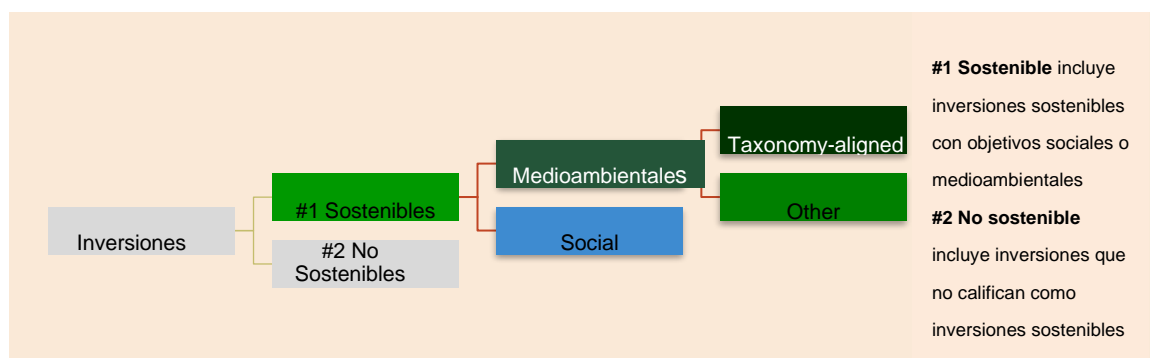 Inversiones
#1 Sostenibles
#2 No
Sostenibles
Medioambientales
Social
Taxonomy-aligned
Other
#1 Sostenible incluye
inversiones sostenibles
con objetivos sociales o
medioambientales
#2 No sostenible
incluye inversiones que
no califican como
inversiones sostenibles